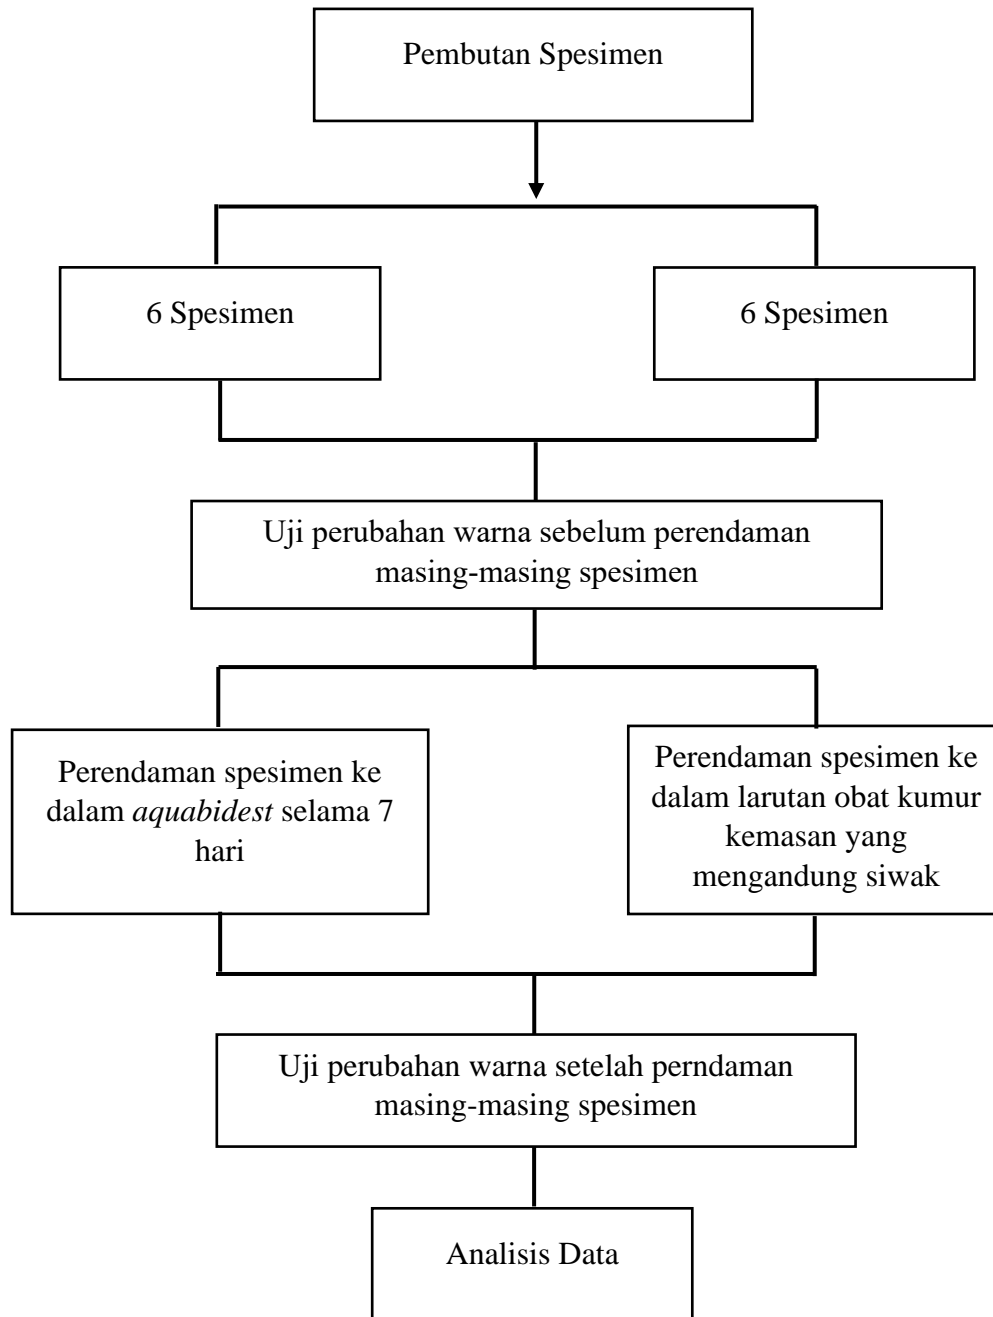 Pembutan Spesimen
6 Spesimen
6 Spesimen
Uji perubahan warna sebelum perendaman
masing-masing spesimen
Perendaman spesimen ke
dalam aquabidest selama 7
hari
Perendaman spesimen ke
dalam larutan obat kumur
kemasan yang
mengandung siwak
Uji perubahan warna setelah perndaman
masing-masing spesimen
Analisis Data